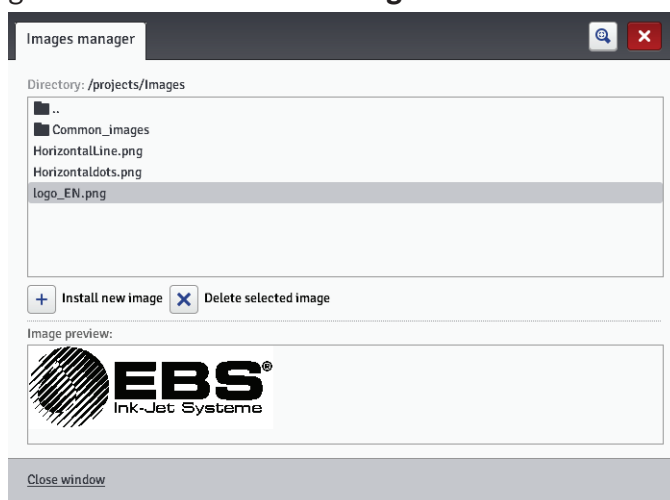 Images manager
Directory: /projects/Images
..
Common_images
HorizontalLine.png
Horizontaldots.png
logo_EN.png
+ Install new image X Delete selected image
Image preview:
EBS®
Ink-Jet Systeme
Close window